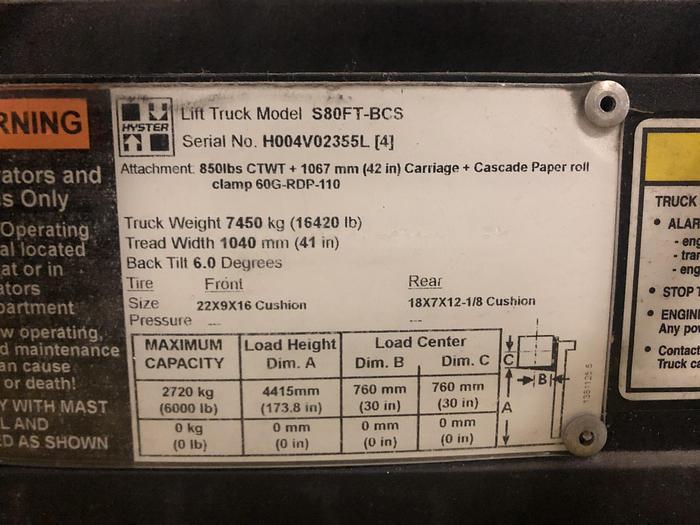 RNING
ators and
s Only
Operating
al located
at or in
ators
partment
w operating,
d maintenance
an cause
or death!
Y WITH MAST
L AND
ED AS SHOWN
HYSTER
Lift Truck Model S80FT-BCS
Serial No. H004V02355L [4]
Attachment: 850lbs CTWT + 1067 mm (42 in) Carriage + Cascade Paper roll
clamp 60G-RDP-110
Truck Weight 7450 kg (16420 lb)
Tread Width 1040 mm (41 in)
Back Tilt 6.0 Degrees
Tire Front Rear
Size 22X9X16 Cushion 18X7X12-1/8 Cushion
Pressure --- ---
MAXIMUM CAPACITY Load Height Dim. A Load Center Dim. B Dim. C
2720 kg (6000 lb) 4415mm (173.8 in) 760 mm (30 in) 760 mm (30 in)
0 kg (0 lb) 0 mm (0 in) 0 mm (0 in) 0 mm (0 in)
C
B
A
1381125.5
TRUCK
• ALAR
- eng
- tran
- eng
• STOP T
• ENGINE
Any pow
• Contact
Truck ca